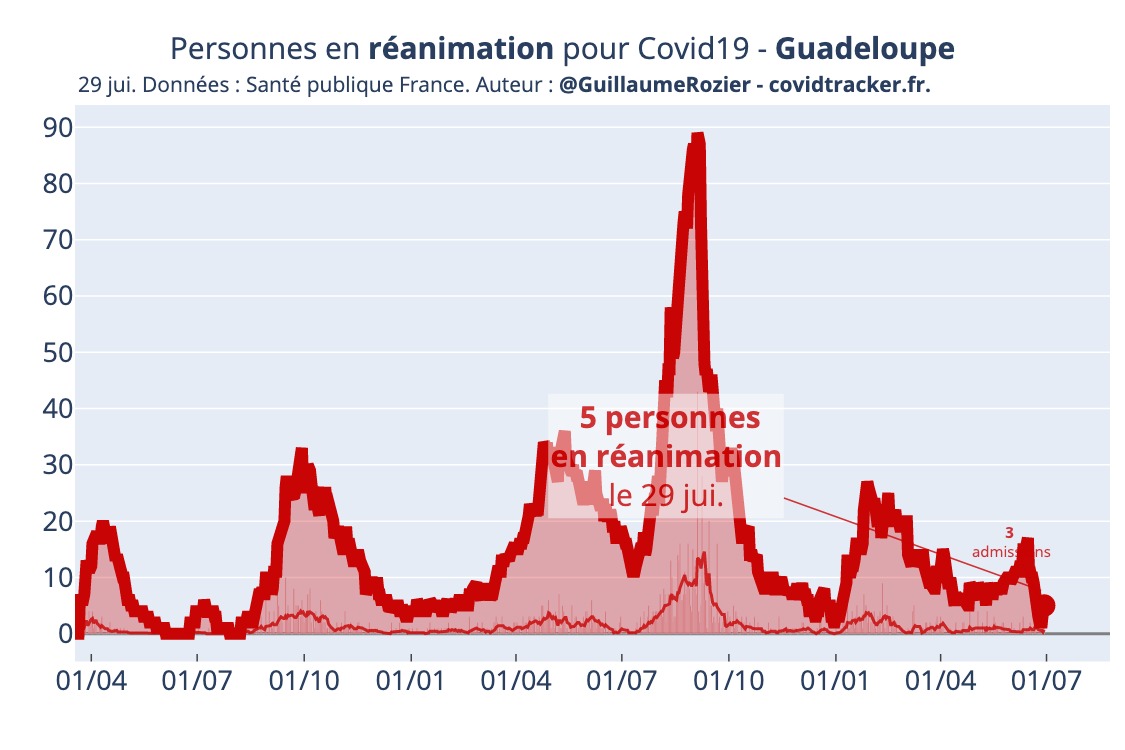 Personnes en réanimation pour Covid19 - Guadeloupe
29 jui. Données : Santé publique France. Auteur : @GuillaumeRozier - covidtracker.fr.
90
80
70
60
50
40
30
20
10
0
5 personnes
en réanimation
le 29 jui.
3
admissions
01/04 01/07 01/10 01/01 01/04 01/07 01/10 01/01 01/04 01/07